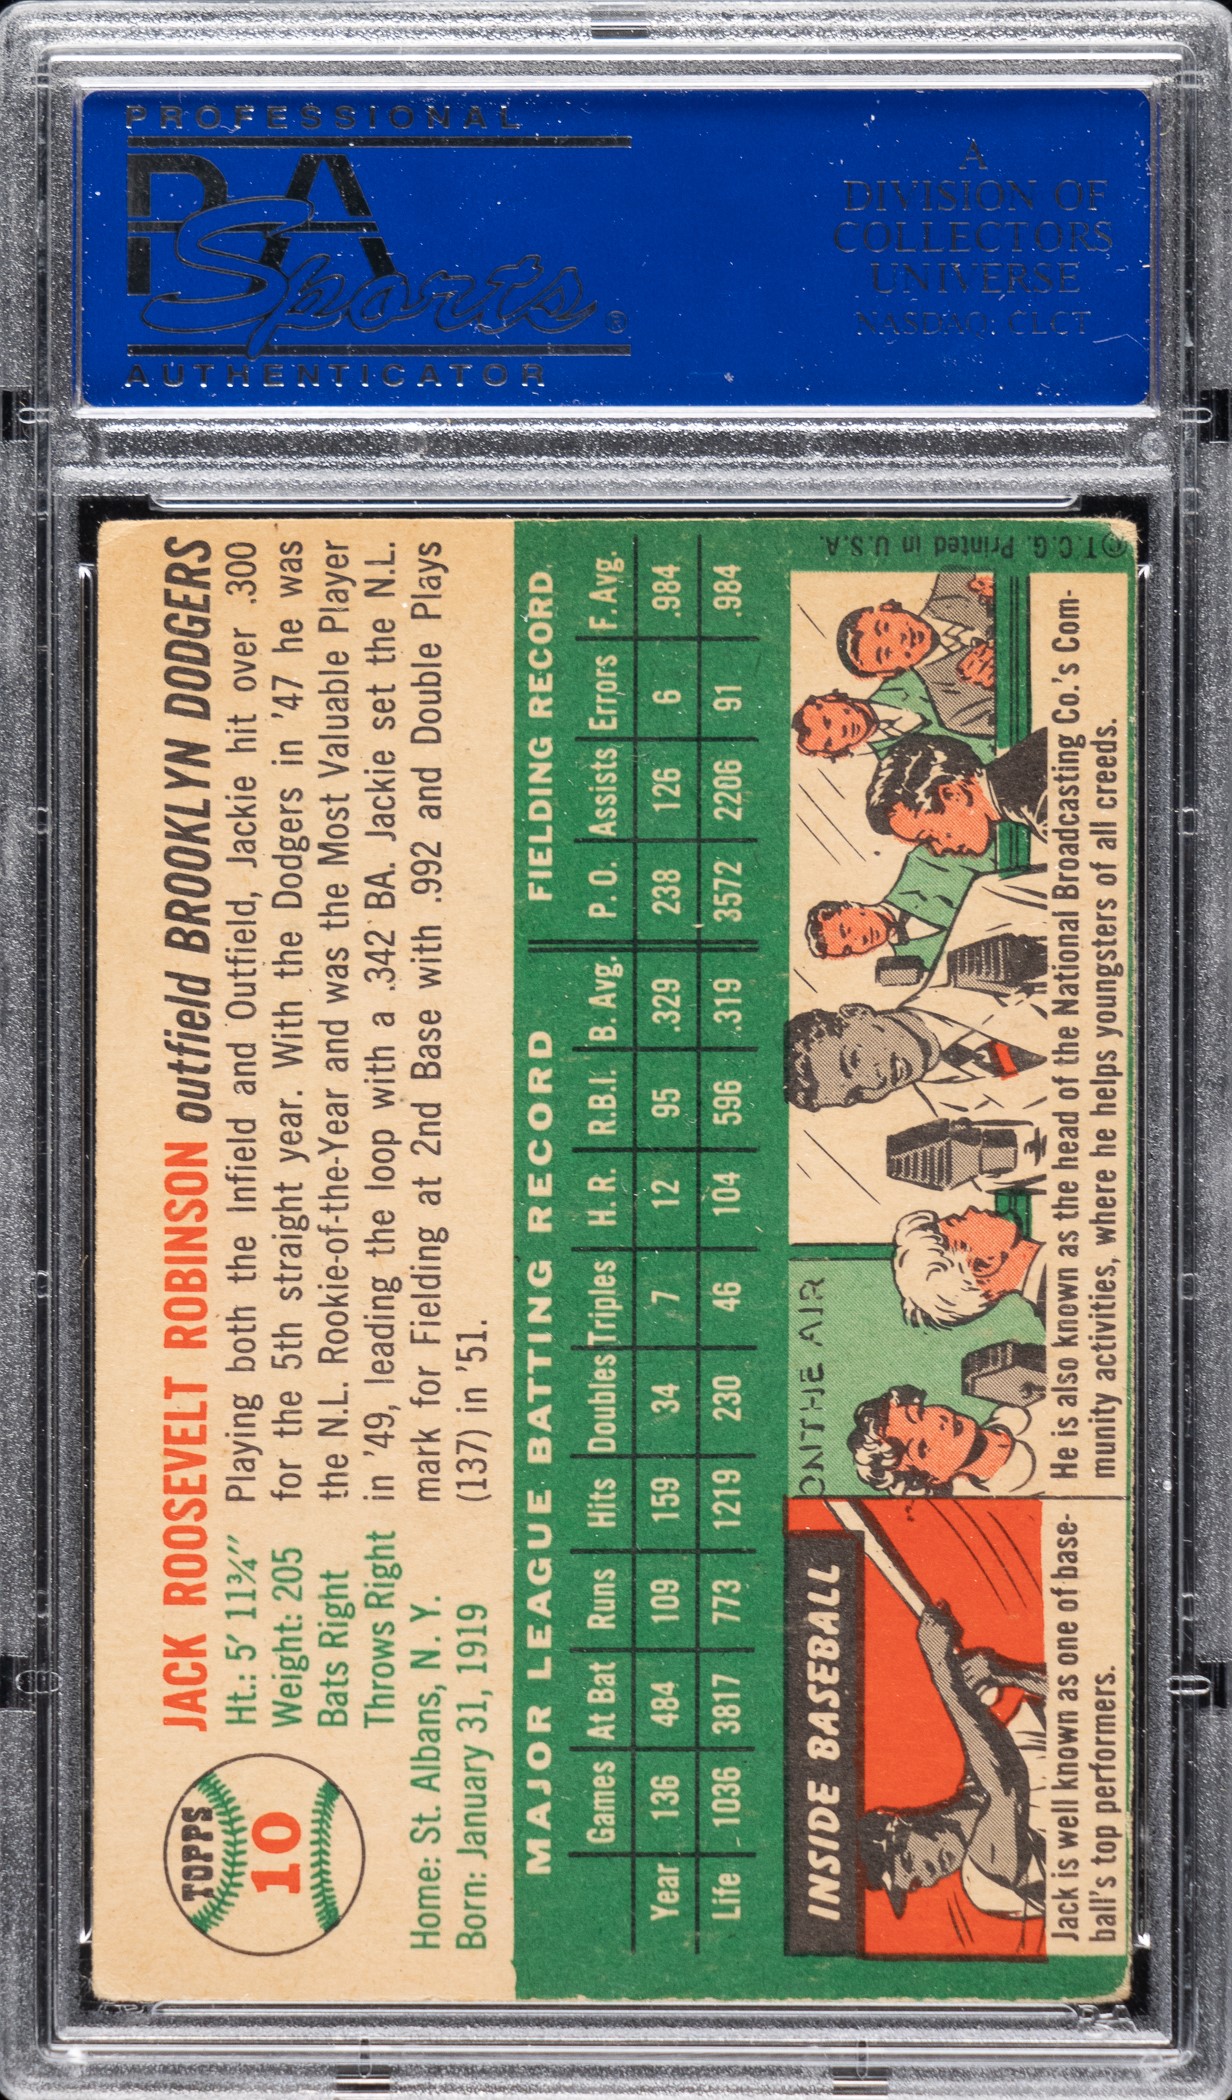 PROFESSIONAL
PSA
Sports®
AUTHENTICATOR
A
DIVISION OF
COLLECTORS
UNIVERSE
NASDAQ: CLCT
TOPPS
10
JACK ROOSEVELT ROBINSON outfield BROOKLYN DODGERS
Ht.: 5' 11¾"
Weight: 205
Bats Right
Throws Right
Home: St. Albans, N. Y.
Born: January 31, 1919
Playing both the Infield and Outfield, Jackie hit over .300
for the 5th straight year. With the Dodgers in '47 he was
the N.L. Rookie-of-the-Year and was the Most Valuable Player
in '49, leading the loop with a .342 BA. Jackie set the N.L.
mark for Fielding at 2nd Base with .992 and Double Plays
(137) in '51.
MAJOR LEAGUE BATTING RECORD FIELDING RECORD
Games At Bat Runs Hits Doubles Triples H. R. R.B.I. B. Avg. P. O. Assists Errors F. Avg.
Year 136 484 109 159 34 7 12 95 .329 238 126 6 .984
Life 1036 3817 773 1219 230 46 104 596 .319 3572 2206 91 .984
INSIDE BASEBALL
Jack is well known as one of base-
ball's top performers.
ON THE AIR
He is also known as the head of the National Broadcasting Co.'s Com-
munity activities, where he helps youngsters of all creeds.
©T.C.G. Printed in U.S.A.